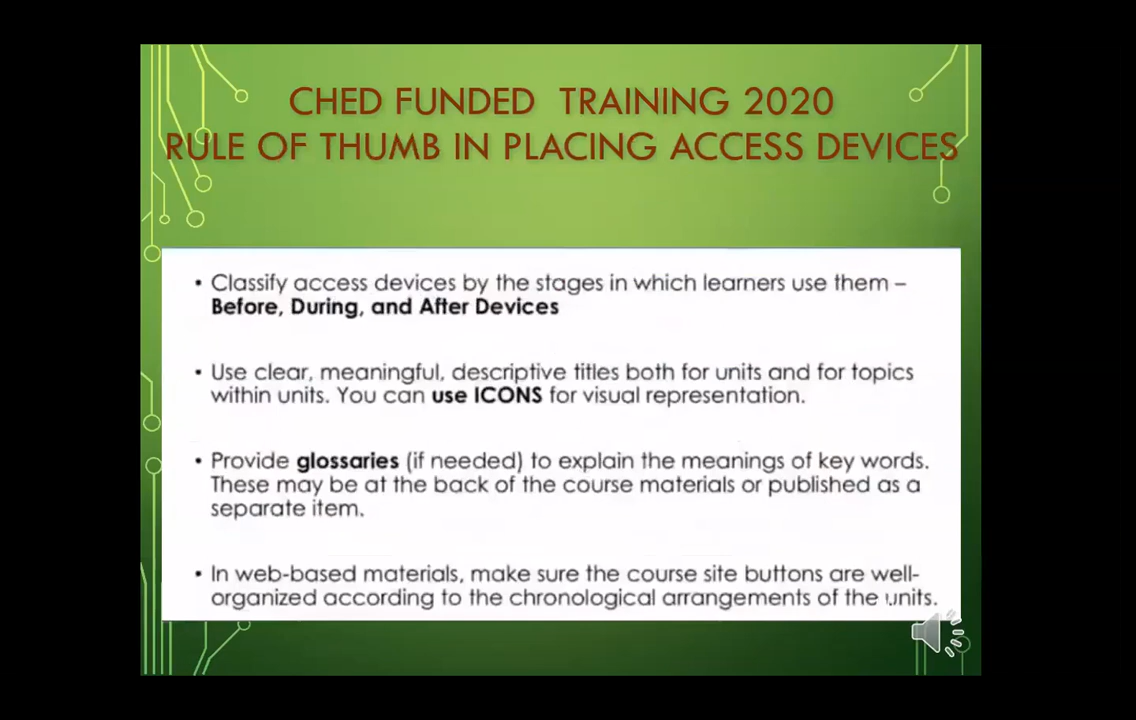 CHED FUNDED TRAINING 2020
RULE OF THUMB IN PLACING ACCESS DEVICES
• Classify access devices by the stages in which learners use them –
Before, During, and After Devices
• Use clear, meaningful, descriptive titles both for units and for topics
within units. You can use ICONS for visual representation.
• Provide glossaries (if needed) to explain the meanings of key words.
These may be at the back of the course materials or published as a
separate item.
• In web-based materials, make sure the course site buttons are well-
organized according to the chronological arrangements of the units.